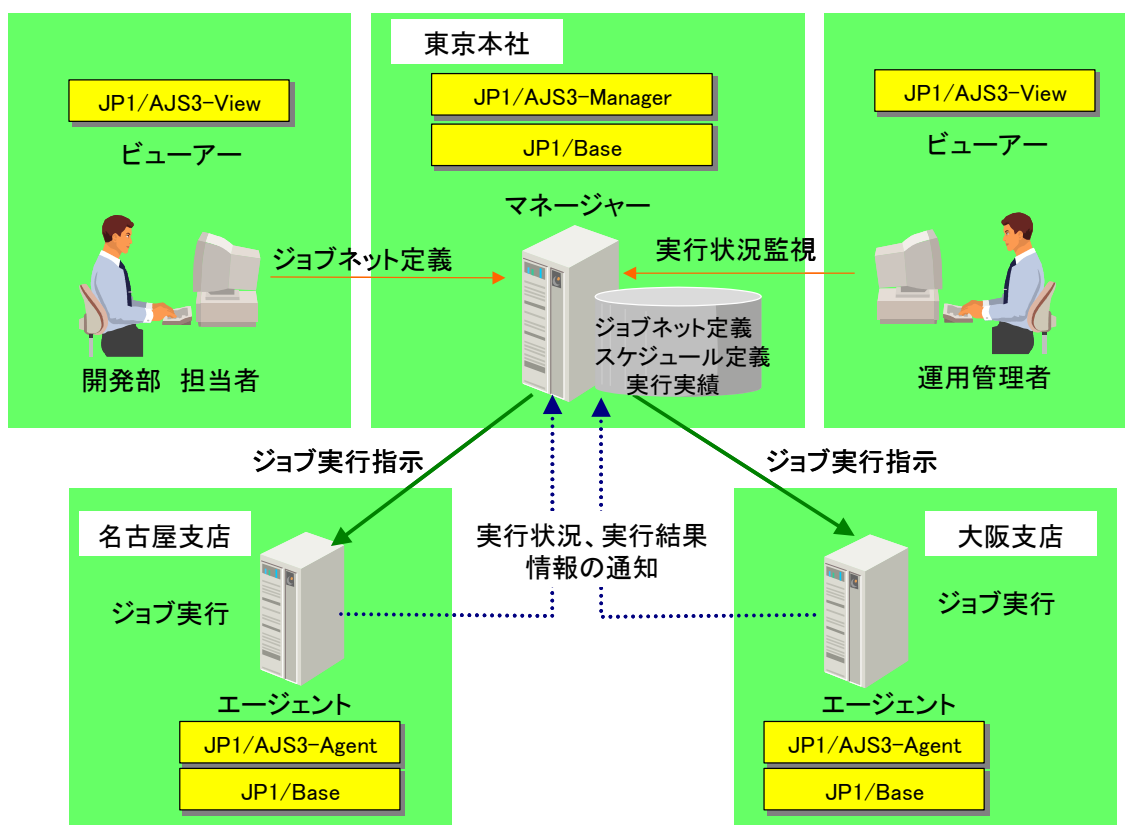 東京本社
JP1/AJS3-View
JP1/AJS3-Manager
JP1/AJS3-View
ビューアー
JP1/Base
ビューアー
マネージャー
ジョブネット定義
実行状況監視
ジョブネット定義
スケジュール定義
実行実績
開発部 担当者
運用管理者
ジョブ実行指示
ジョブ実行指示
名古屋支店
実行状況、実行結果
情報の通知
大阪支店
ジョブ実行
ジョブ実行
エージェント
エージェント
JP1/AJS3-Agent
JP1/AJS3-Agent
JP1/Base
JP1/Base